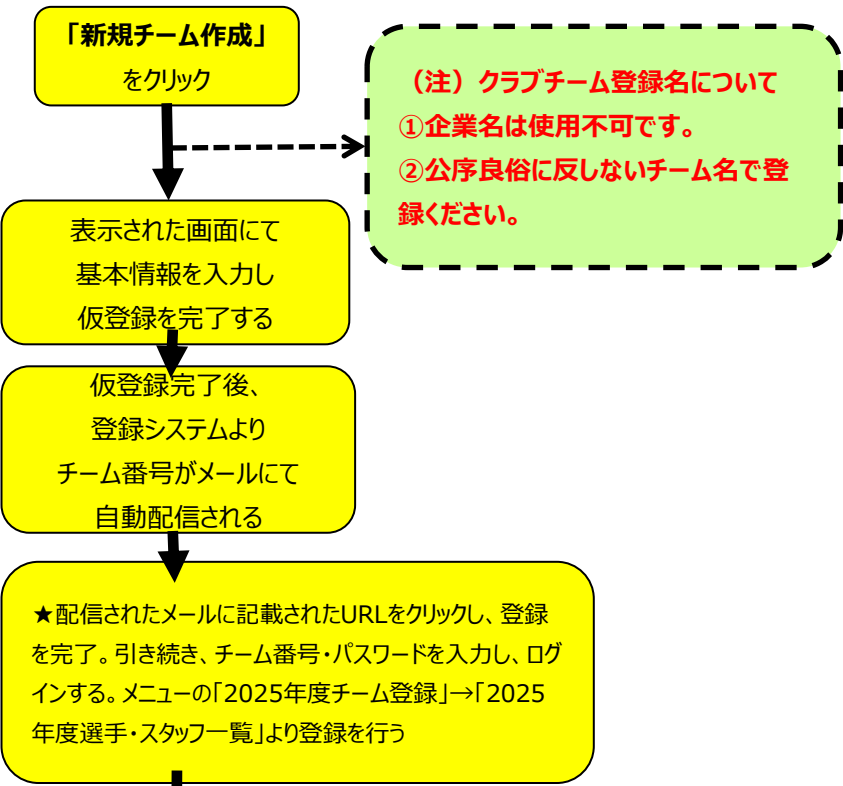 「新規チーム作成」
をクリック
（注）クラブチーム登録名について
①企業名は使用不可です。
②公序良俗に反しないチーム名で登
録ください。
表示された画面にて
基本情報を入力し
仮登録を完了する
仮登録完了後、
登録システムより
チーム番号がメールにて
自動配信される
★配信されたメールに記載されたURLをクリックし、登録
を完了。引き続き、チーム番号・パスワードを入力し、ログ
インする。メニューの「2025年度チーム登録」→「2025
年度選手・スタッフ一覧」より登録を行う